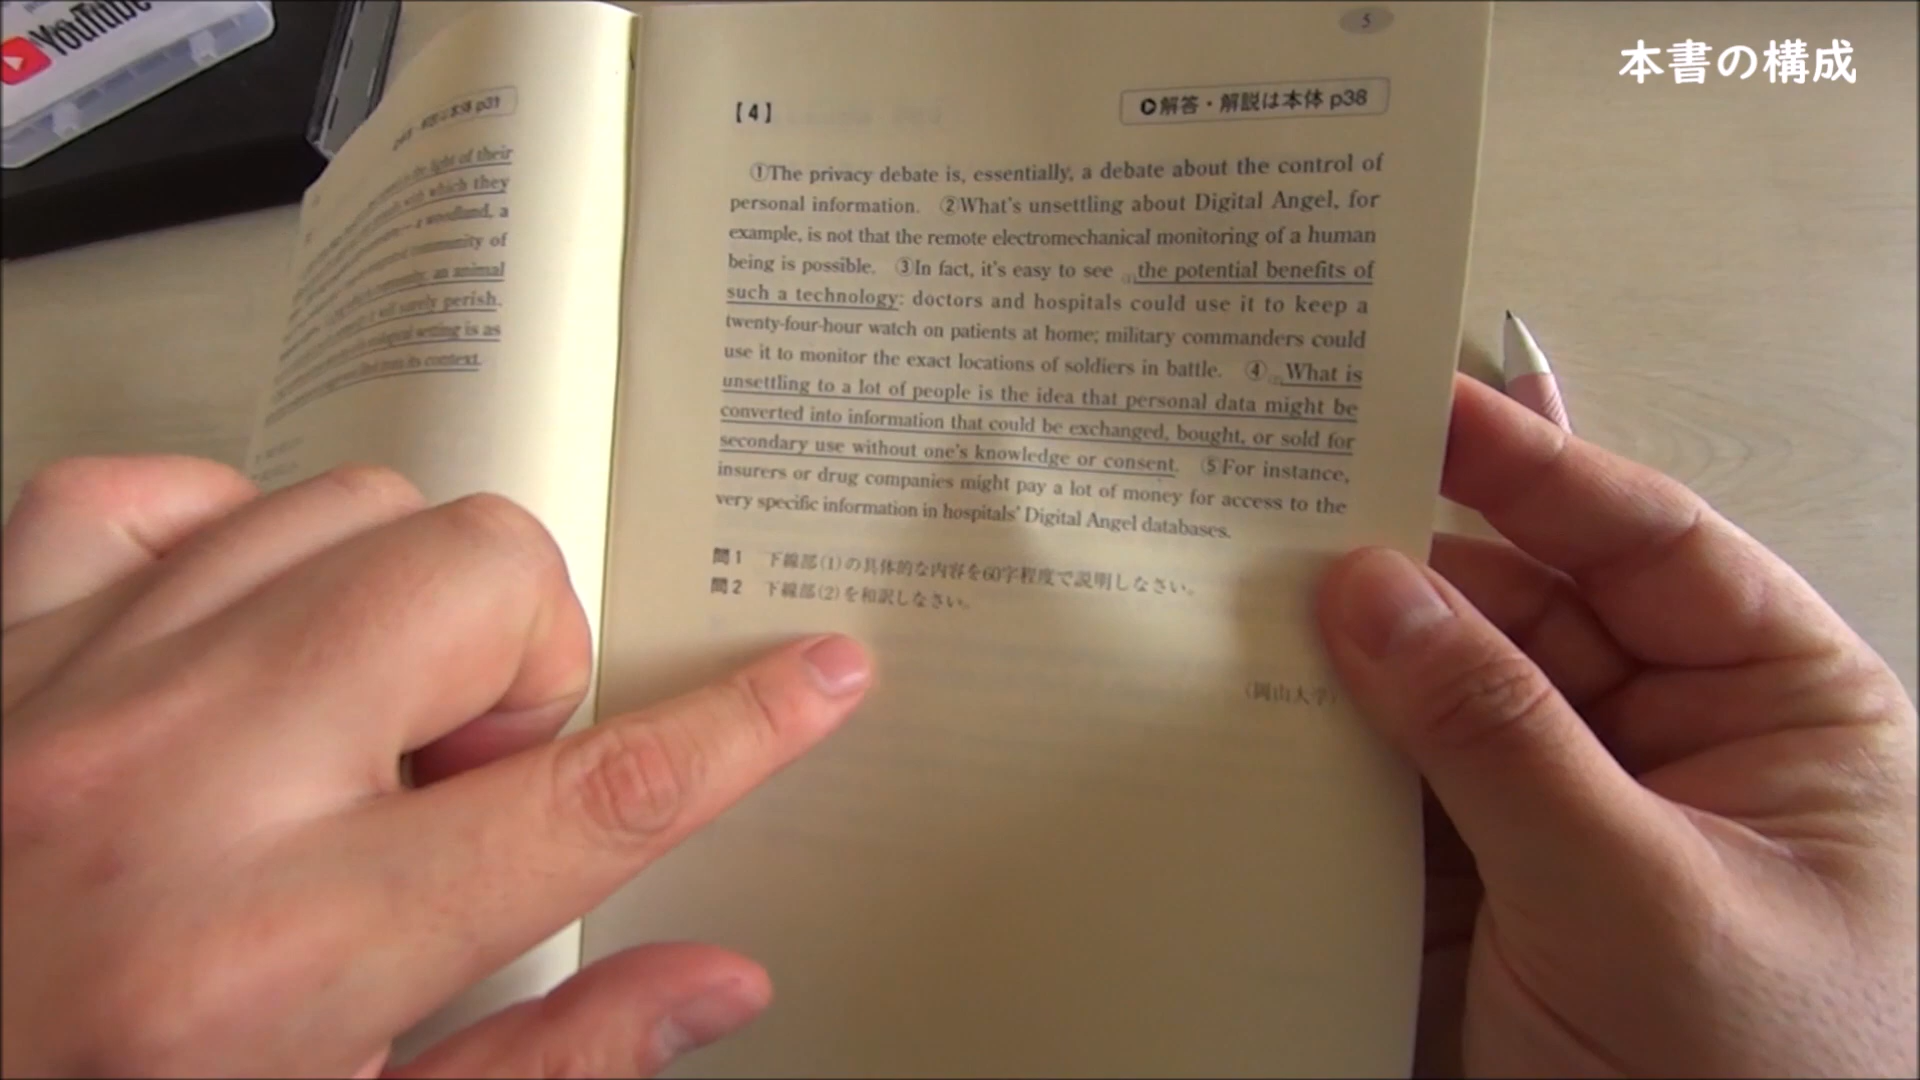 YouTube
本書の構成
p31
light of their
which they
woodland, a
community of
an animal
surely perish.
setting is as
its context.
5
【4】
解答・解説は本体 p38
①The privacy debate is, essentially, a debate about the control of
personal information. ②What's unsettling about Digital Angel, for
example, is not that the remote electromechanical monitoring of a human
being is possible. ③In fact, it's easy to see (1)the potential benefits of
such a technology: doctors and hospitals could use it to keep a
twenty-four-hour watch on patients at home; military commanders could
use it to monitor the exact locations of soldiers in battle. ④(2)What is
unsettling to a lot of people is the idea that personal data might be
converted into information that could be exchanged, bought, or sold for
secondary use without one's knowledge or consent. ⑤For instance,
insurers or drug companies might pay a lot of money for access to the
very specific information in hospitals' Digital Angel databases.
問1 下線部(1)の具体的な内容を60字程度で説明しなさい。
問2 下線部(2)を和訳しなさい。
(岡山大学)